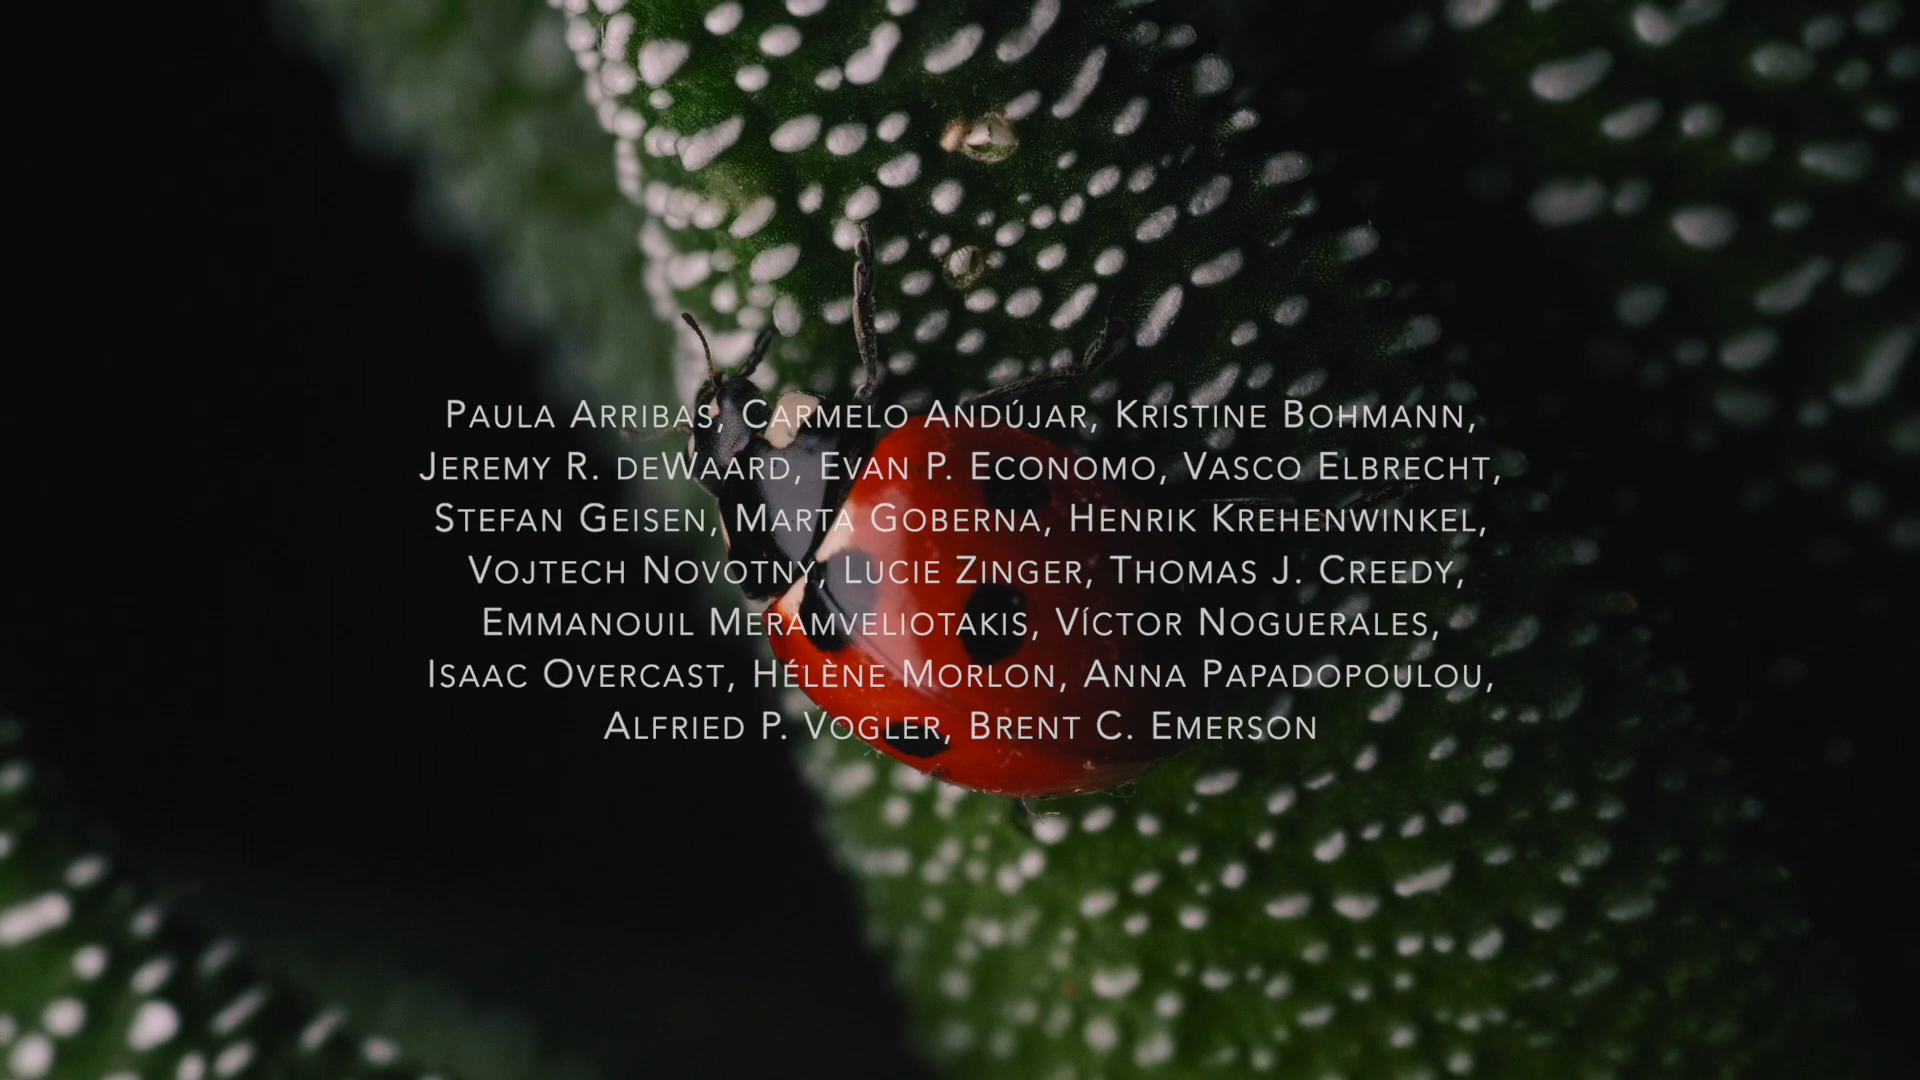 Paula Arribas, Carmelo Andújar, Kristine Bohmann,
Jeremy R. deWaard, Evan P. Economo, Vasco Elbrecht,
Stefan Geisen, Marta Goberna, Henrik Krehenwinkel,
Vojtech Novotny, Lucie Zinger, Thomas J. Creedy,
Emmanouil Meramveliotakis, Víctor Noguerales,
Isaac Overcast, Hélène Morlon, Anna Papadopoulou,
Alfried P. Vogler, Brent C. Emerson